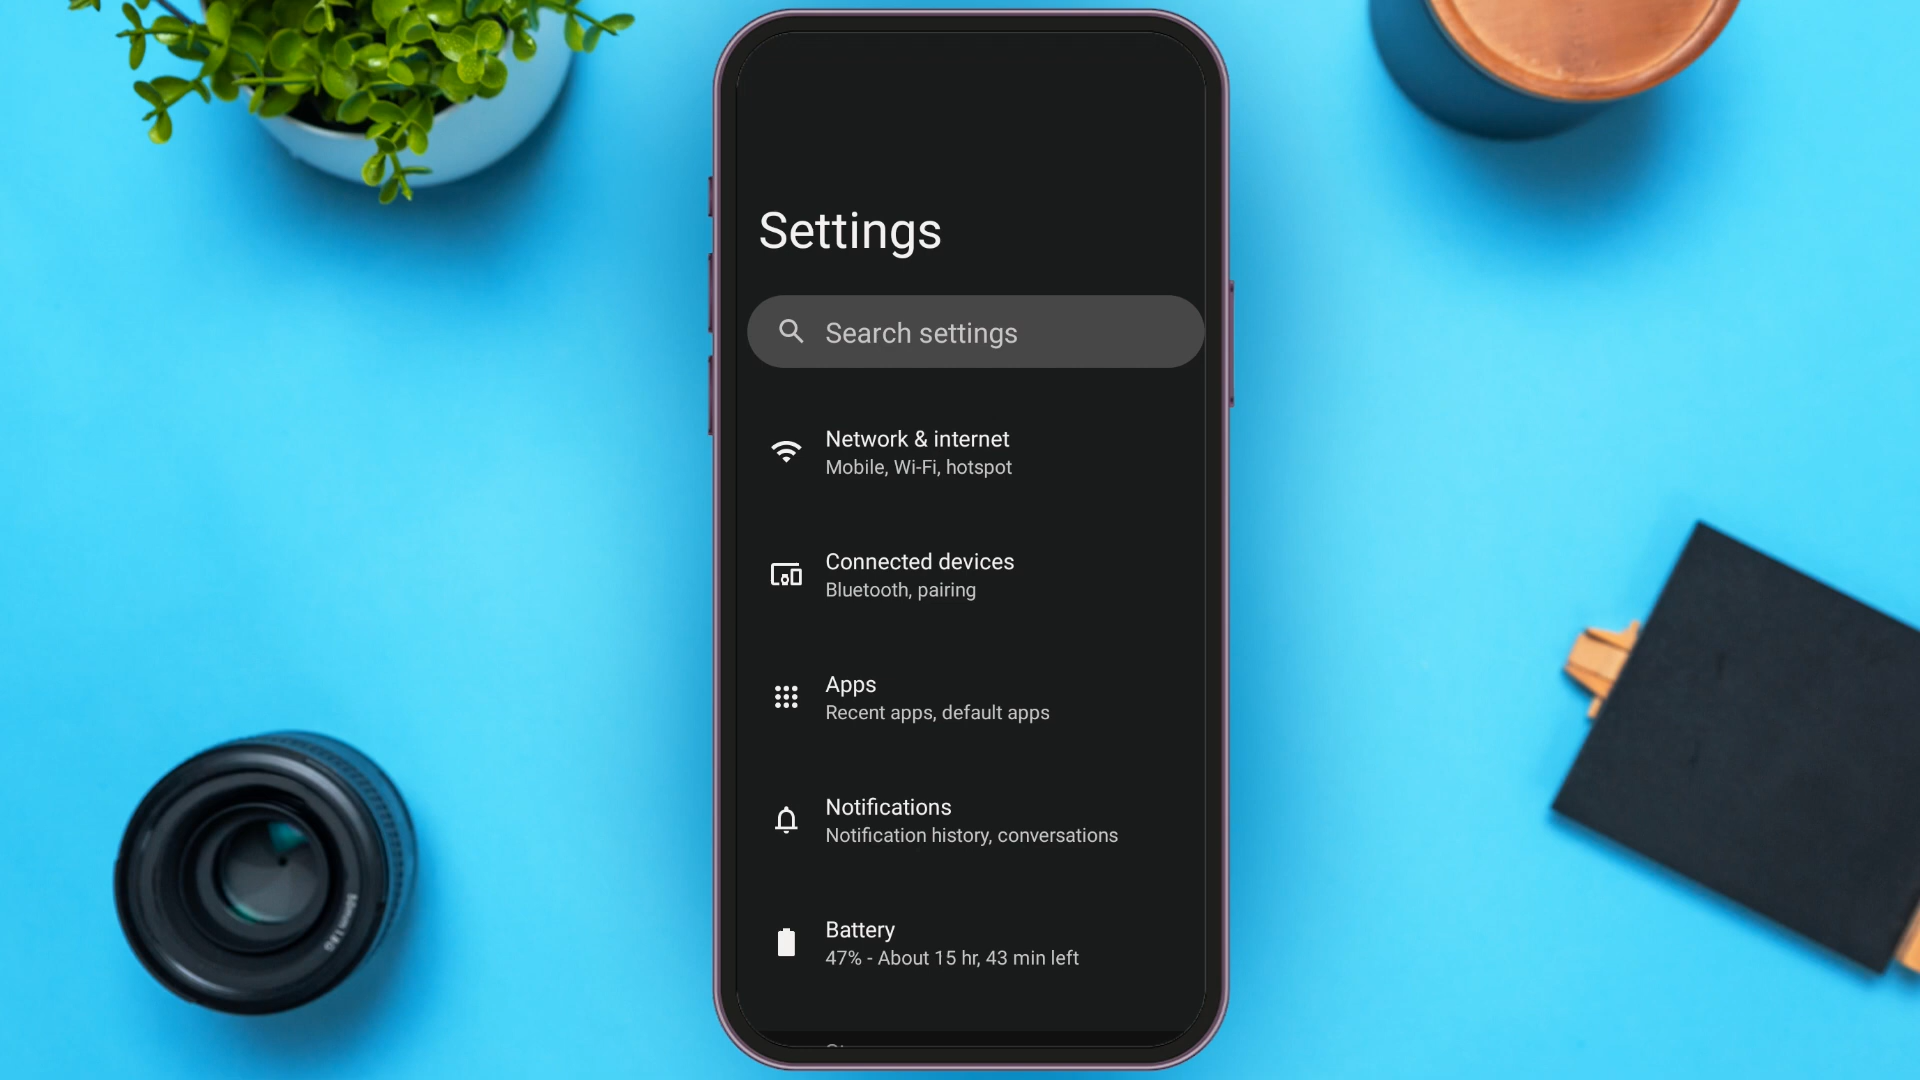 Settings
Search settings
Network & internet
Mobile, Wi-Fi, hotspot
Connected devices
Bluetooth, pairing
Apps
Recent apps, default apps
Notifications
Notification history, conversations
Battery
47% - About 15 hr, 43 min left